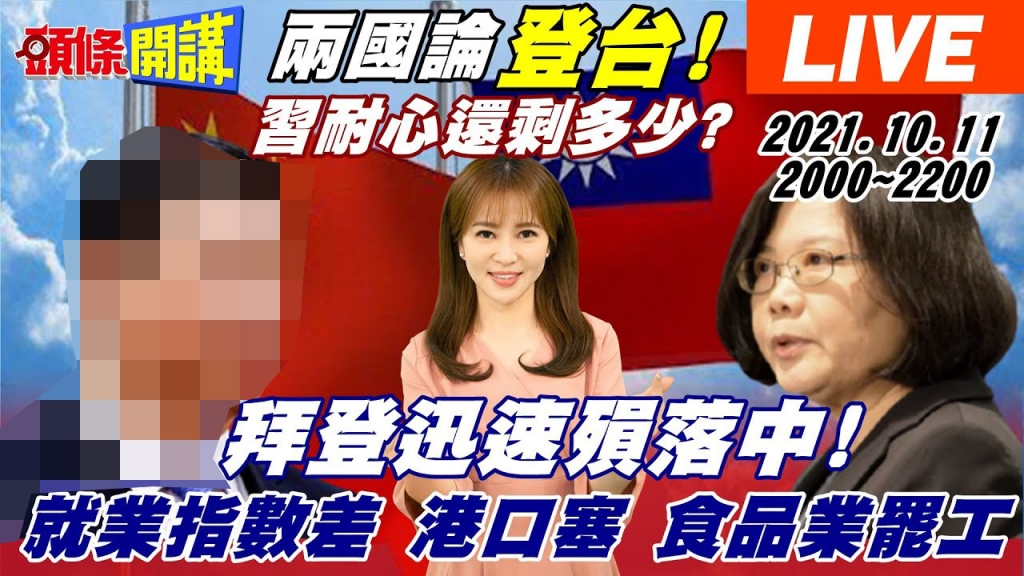 頭條開講
兩國論登台!
LIVE
習耐心還剩多少?
2021.10.11
2000~2200
拜登迅速殞落中!
就業指數差 港口塞 食品業罷工